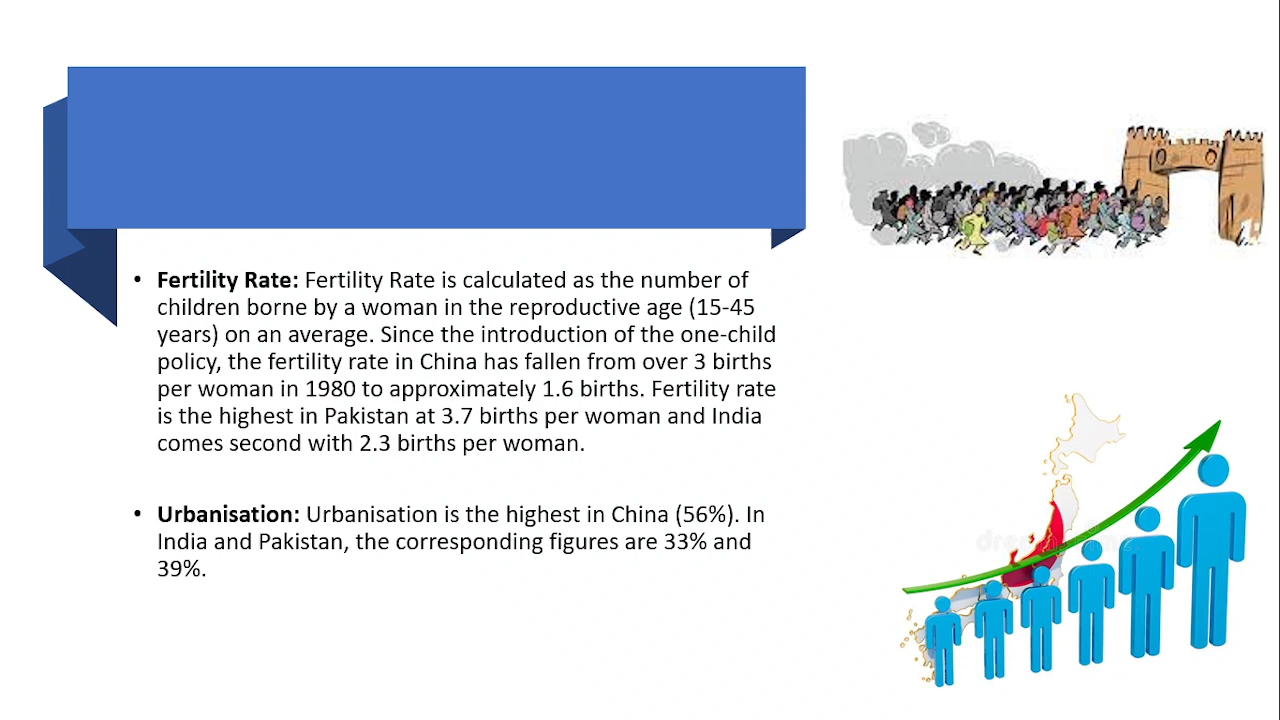 • Fertility Rate: Fertility Rate is calculated as the number of
children borne by a woman in the reproductive age (15-45
years) on an average. Since the introduction of the one-child
policy, the fertility rate in China has fallen from over 3 births
per woman in 1980 to approximately 1.6 births. Fertility rate
is the highest in Pakistan at 3.7 births per woman and India
comes second with 2.3 births per woman.
• Urbanisation: Urbanisation is the highest in China (56%). In
India and Pakistan, the corresponding figures are 33% and
39%.